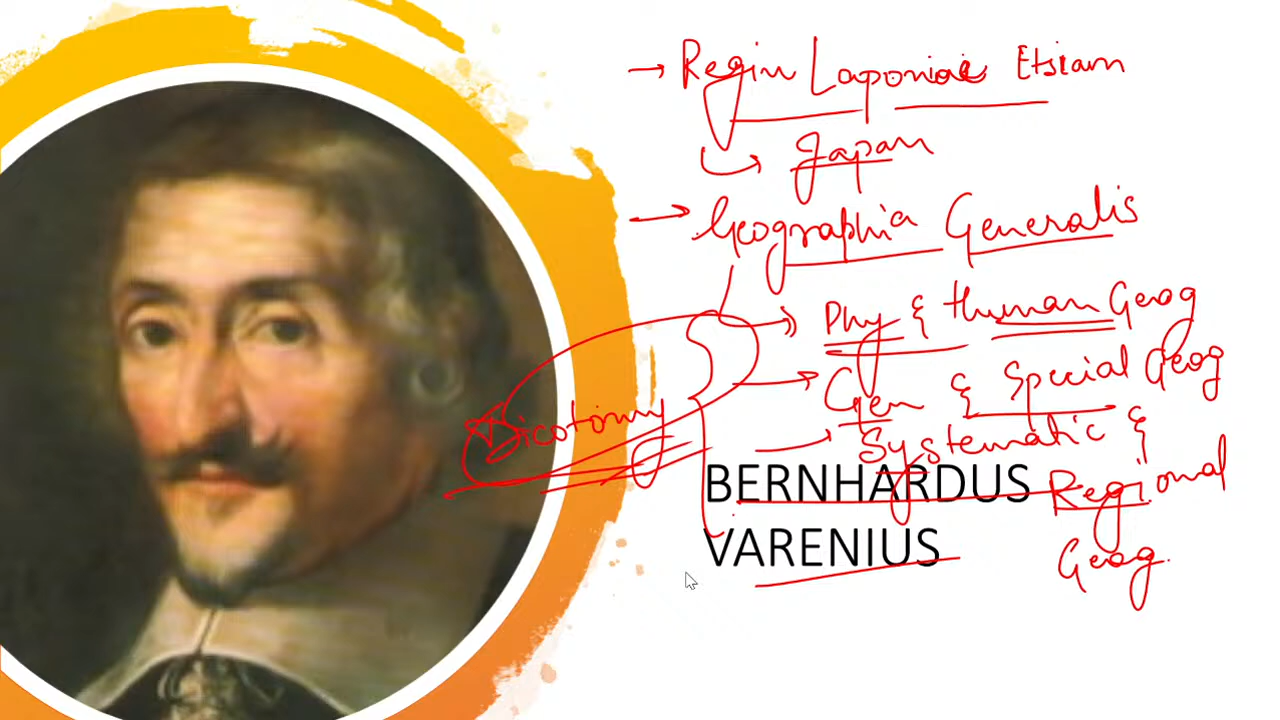 → Regin Laponiae Etsiam
↳ Japan
→ Geographia Generalis
→ Phy & Human Geog
→ Gen & Special Geog
Dicotomy
→ Systematic &
Regional
Geog.
BERNHARDUS
VARENIUS